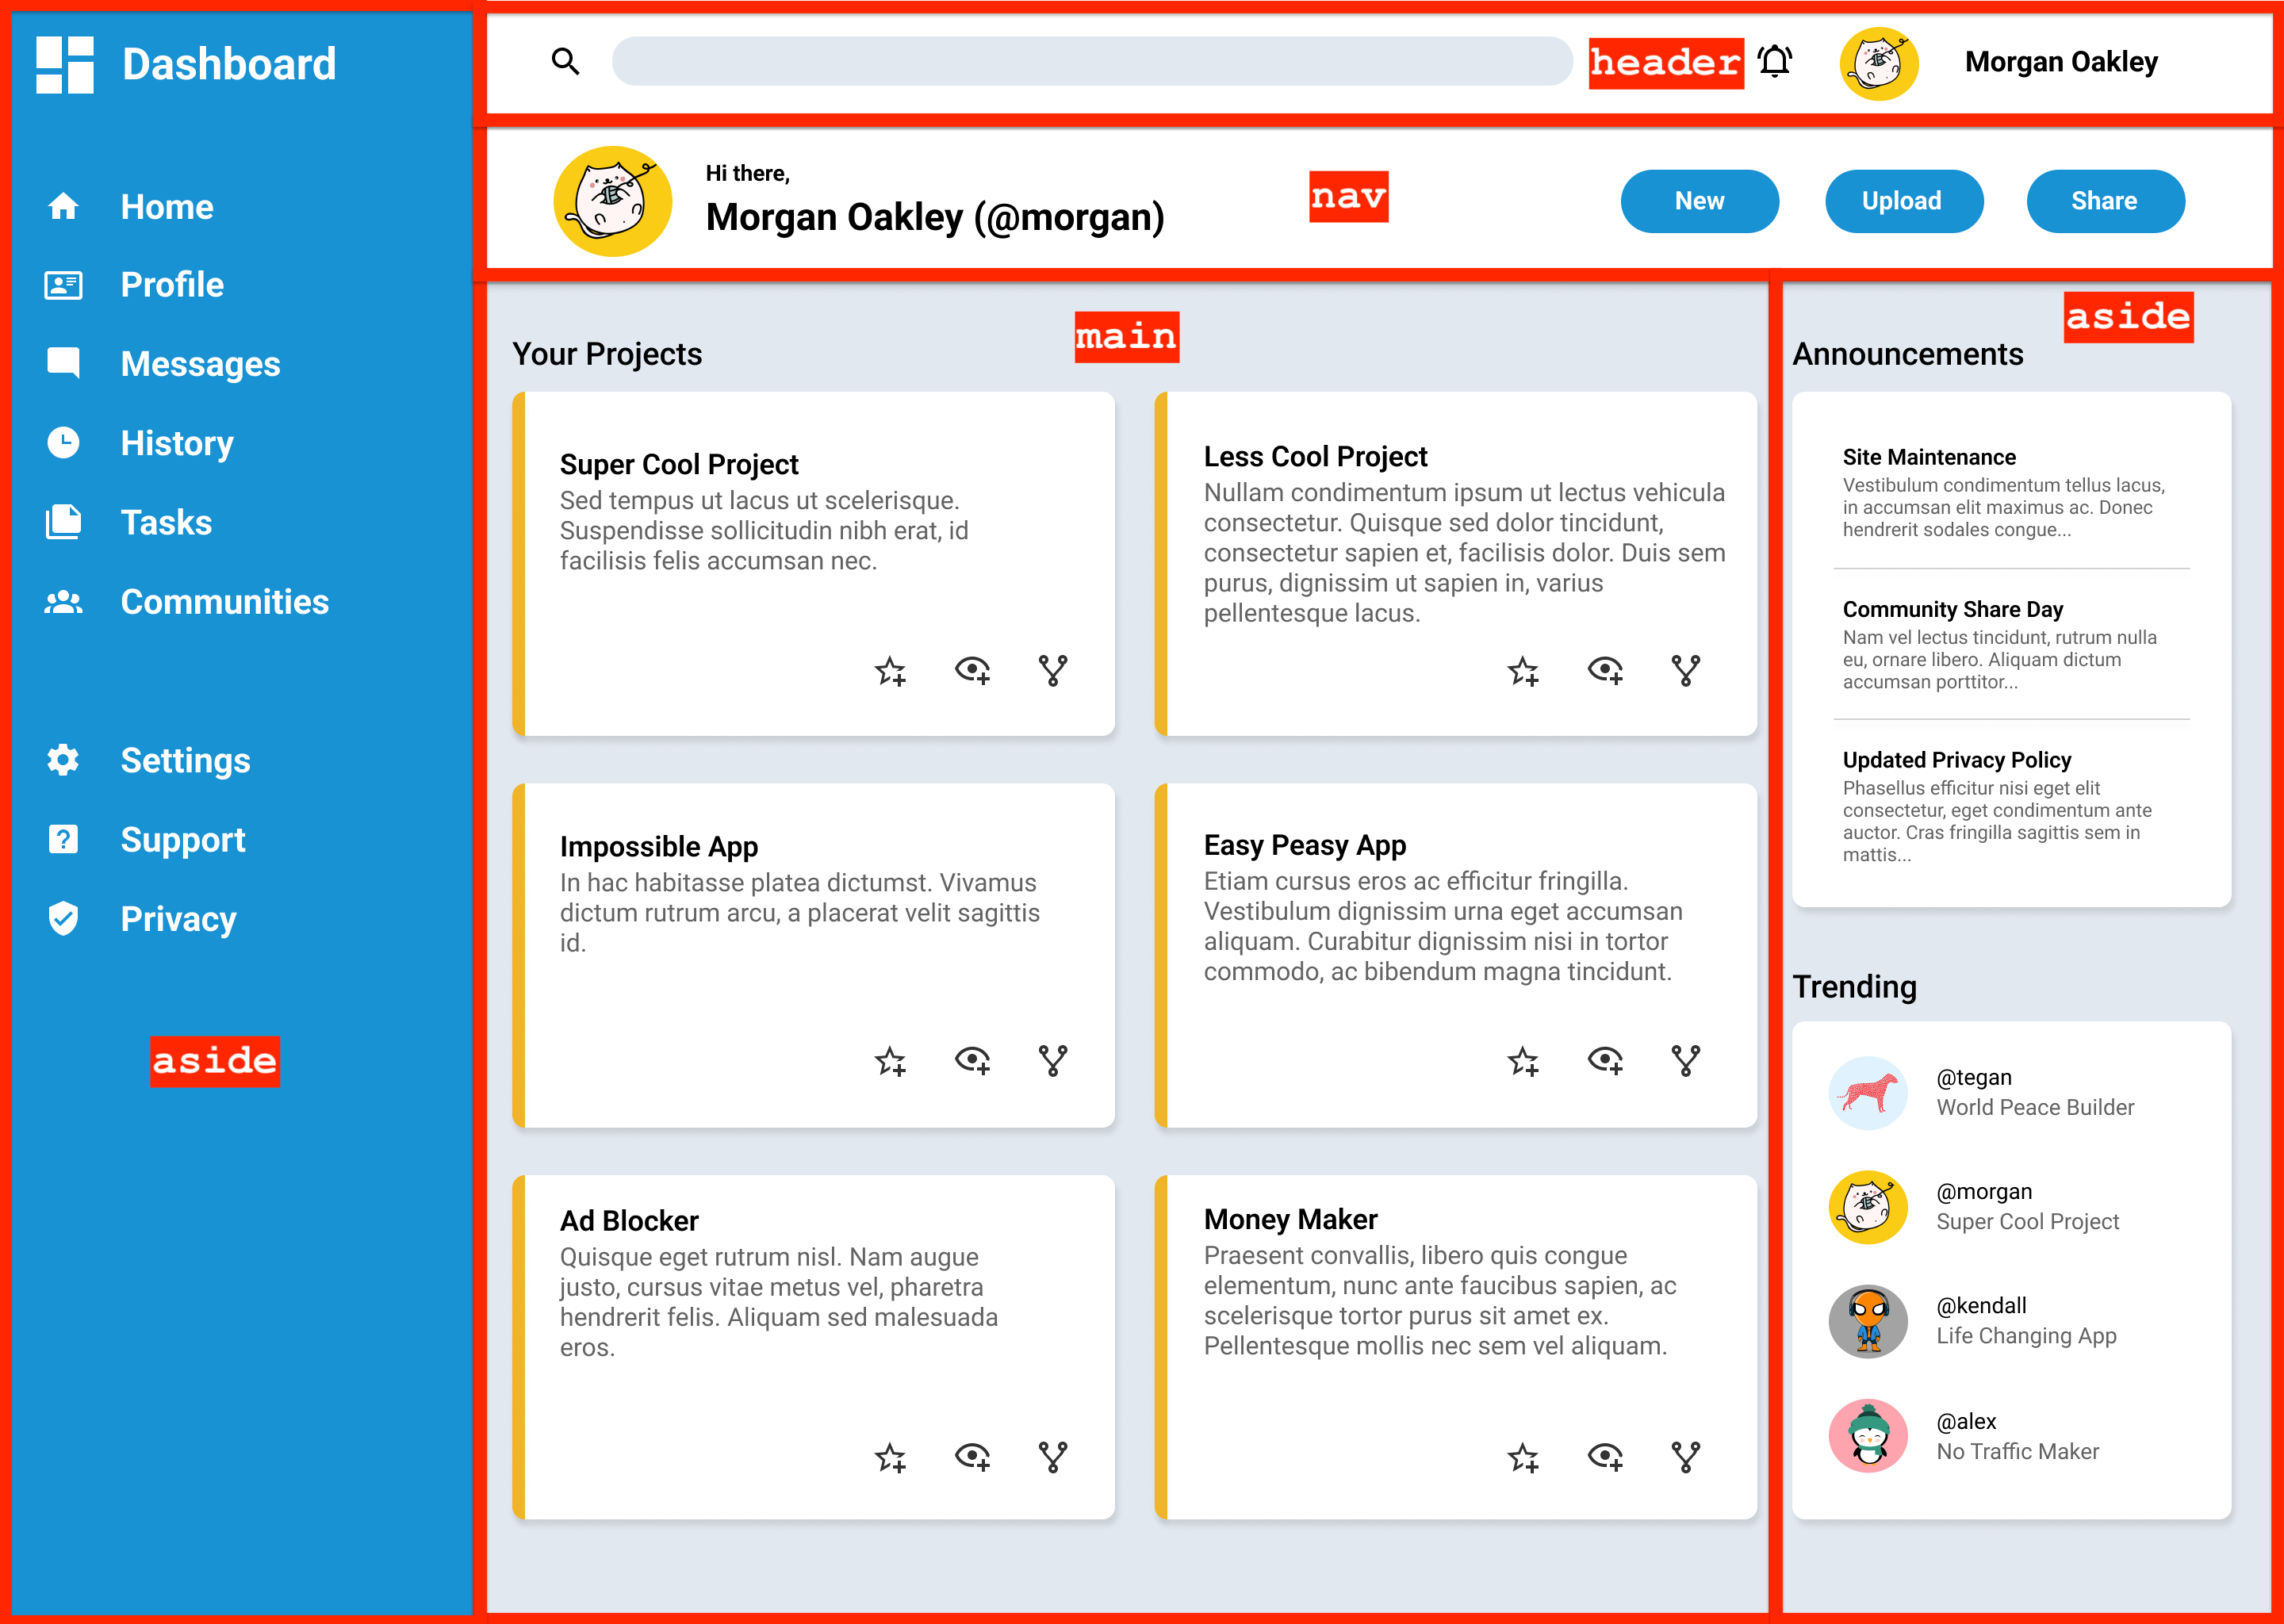 Dashboard
Home
Profile
Messages
History
Tasks
Communities
Settings
Support
Privacy
aside
header
Morgan Oakley
Hi there,
Morgan Oakley (@morgan)
nav
New
Upload
Share
main
Your Projects
Super Cool Project
Sed tempus ut lacus ut scelerisque.
Suspendisse sollicitudin nibh erat, id
facilisis felis accumsan nec.
Less Cool Project
Nullam condimentum ipsum ut lectus vehicula
consectetur. Quisque sed dolor tincidunt,
consectetur sapien et, facilisis dolor. Duis sem
purus, dignissim ut sapien in, varius
pellentesque lacus.
Impossible App
In hac habitasse platea dictumst. Vivamus
dictum rutrum arcu, a placerat velit sagittis
id.
Easy Peasy App
Etiam cursus eros ac efficitur fringilla.
Vestibulum dignissim urna eget accumsan
aliquam. Curabitur dignissim nisi in tortor
commodo, ac bibendum magna tincidunt.
Ad Blocker
Quisque eget rutrum nisl. Nam augue
justo, cursus vitae metus vel, pharetra
hendrerit felis. Aliquam sed malesuada
eros.
Money Maker
Praesent convallis, libero quis congue
elementum, nunc ante faucibus sapien, ac
scelerisque tortor purus sit amet ex.
Pellentesque mollis nec sem vel aliquam.
aside
Announcements
Site Maintenance
Vestibulum condimentum tellus lacus,
in accumsan elit maximus ac. Donec
hendrerit sodales congue...
Community Share Day
Nam vel lectus tincidunt, rutrum nulla
eu, ornare libero. Aliquam dictum
accumsan porttitor...
Updated Privacy Policy
Phasellus efficitur nisi eget elit
consectetur, eget condimentum ante
auctor. Cras fringilla sagittis sem in
mattis...
Trending
@tegan
World Peace Builder
@morgan
Super Cool Project
@kendall
Life Changing App
@alex
No Traffic Maker